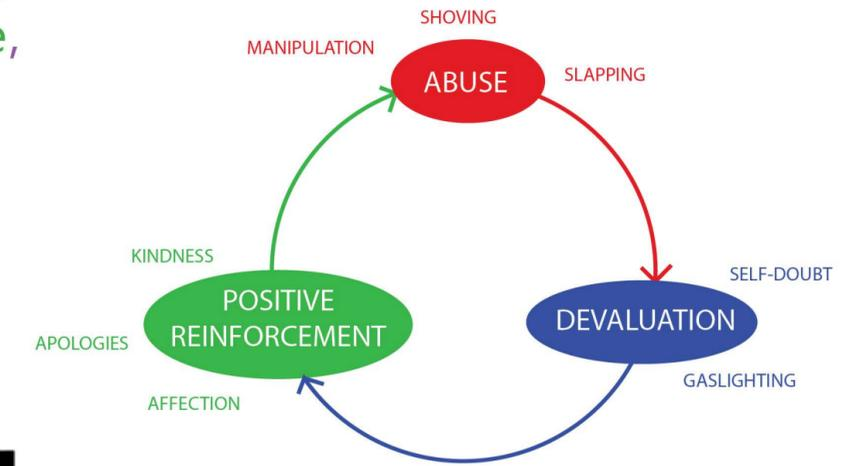 e,
SHOVING
MANIPULATION
ABUSE
SLAPPING
KINDNESS
POSITIVE
REINFORCEMENT
APOLOGIES
AFFECTION
SELF-DOUBT
DEVALUATION
GASLIGHTING